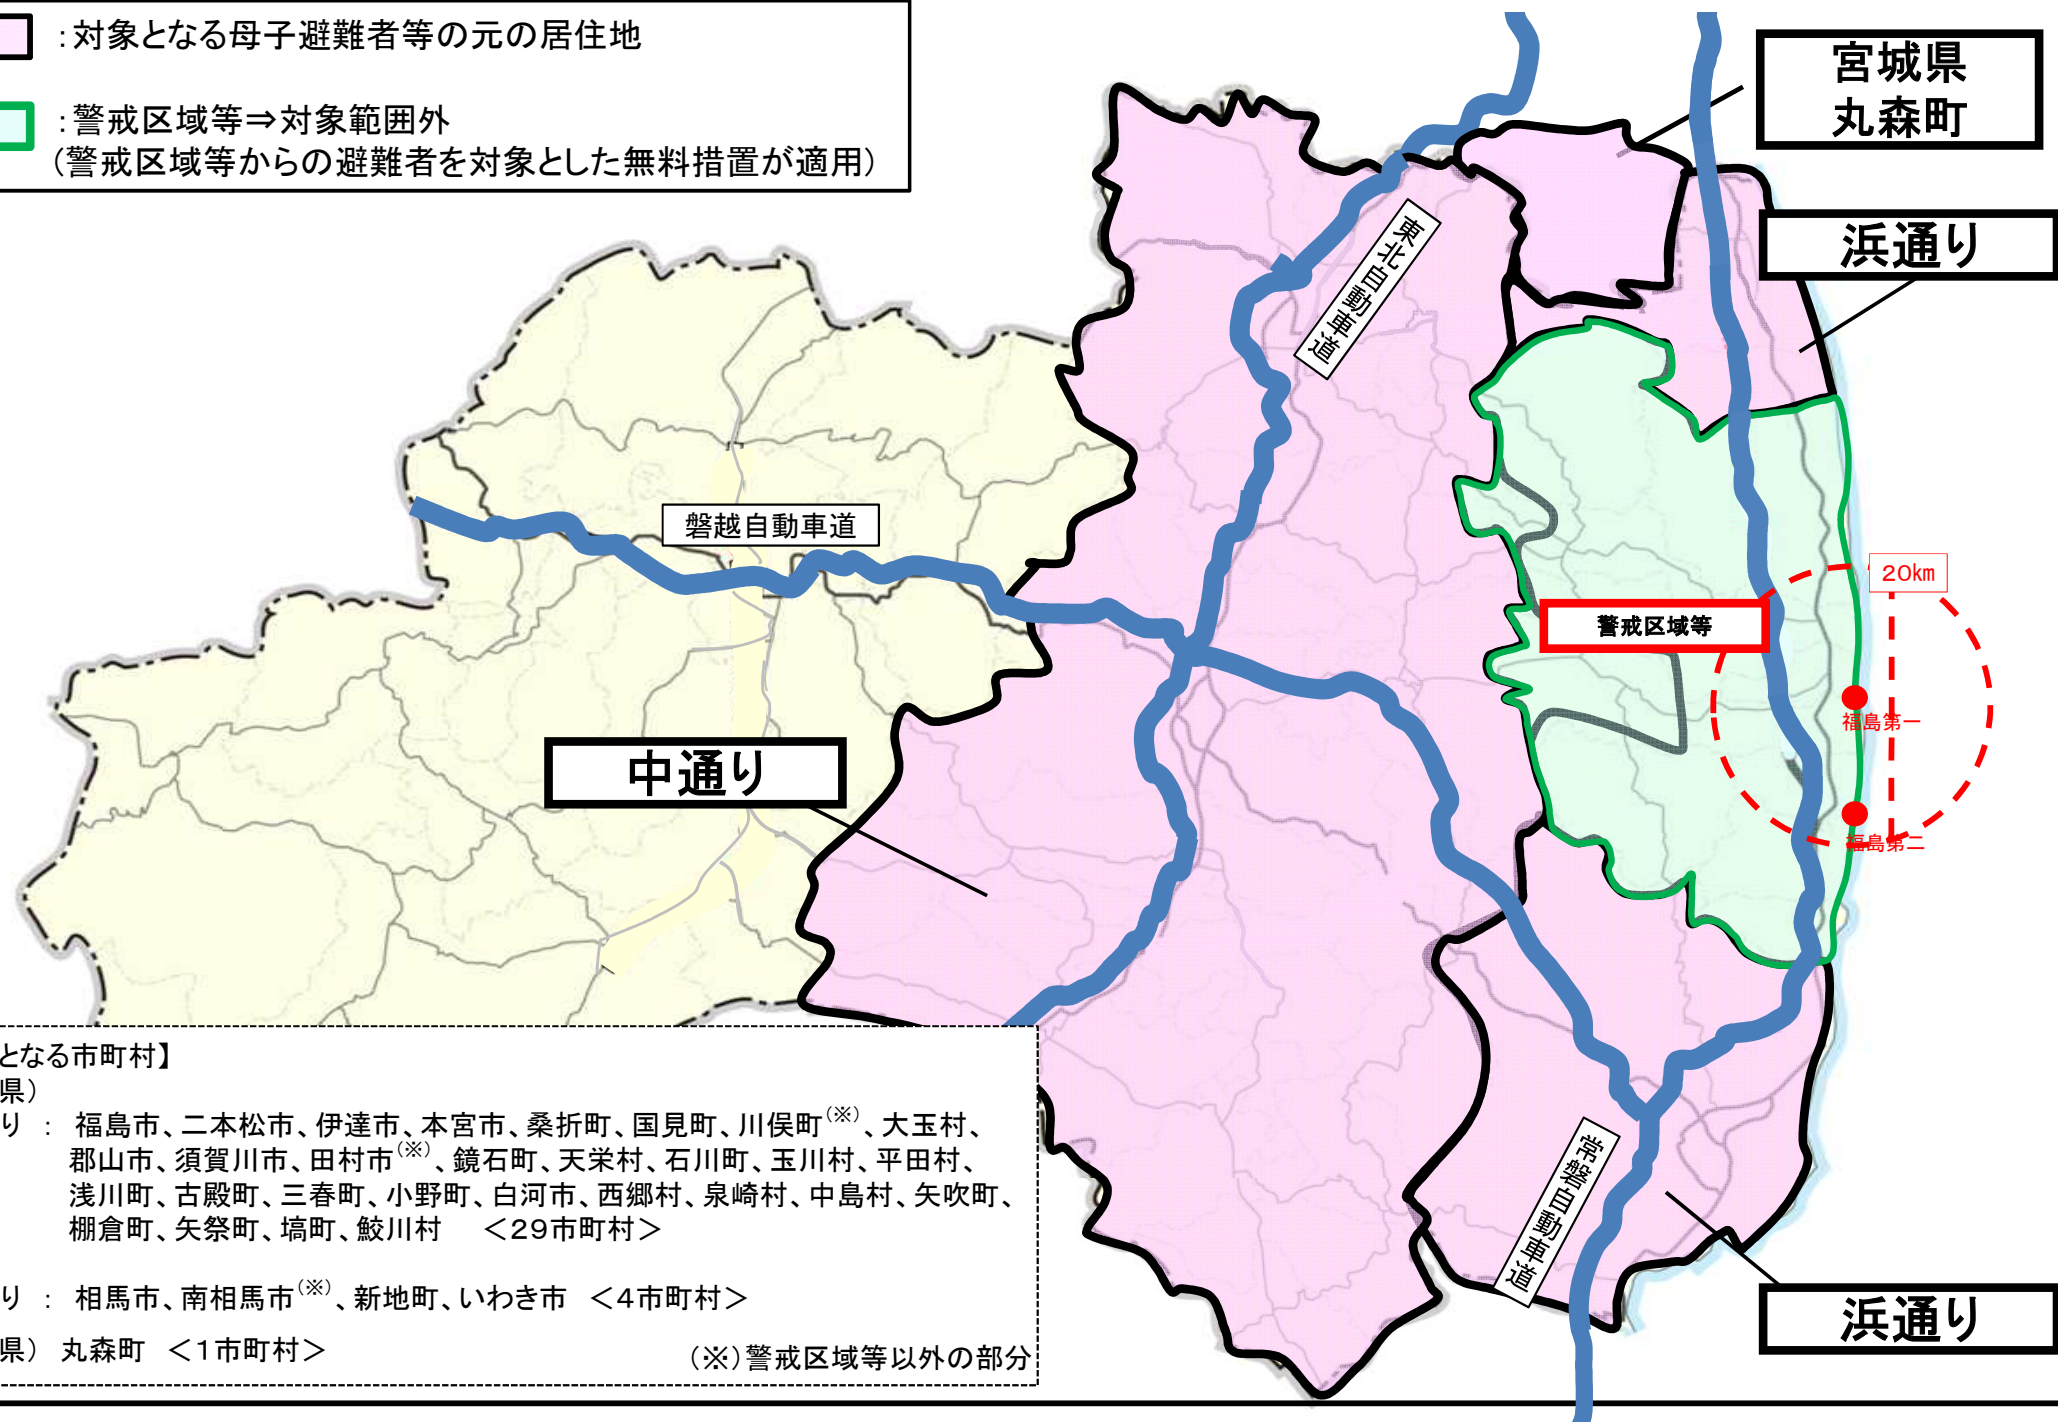 ：対象となる母子避難者等の元の居住地
：警戒区域等⇒対象範囲外
（警戒区域等からの避難者を対象とした無料措置が適用）
宮城県
丸森町
浜通り
東北自動車道
磐越自動車道
20km
警戒区域等
福島第一
中通り
福島第二
となる市町村】
県）
り ： 福島市、二本松市、伊達市、本宮市、桑折町、国見町、川俣町（※）、大玉村、
郡山市、須賀川市、田村市（※）、鏡石町、天栄村、石川町、玉川村、平田村、
浅川町、古殿町、三春町、小野町、白河市、西郷村、泉崎村、中島村、矢吹町、
棚倉町、矢祭町、塙町、鮫川村 ＜29市町村＞
り ： 相馬市、南相馬市（※）、新地町、いわき市 ＜4市町村＞
県） 丸森町 ＜1市町村＞
（※）警戒区域等以外の部分
常磐自動車道
浜通り